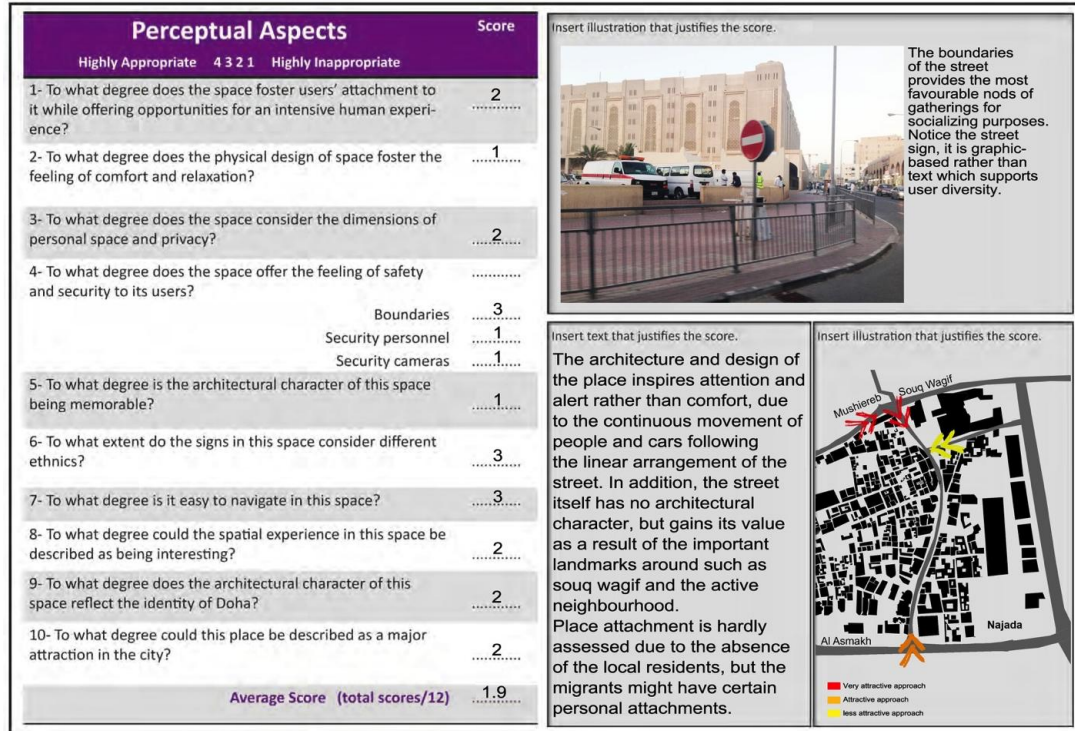 Perceptual Aspects
Score
Highly Appropriate 4 3 2 1 Highly Inappropriate
1- To what degree does the space foster users' attachment to
it while offering opportunities for an intensive human experi-
ence?
2
2- To what degree does the physical design of space foster the
feeling of comfort and relaxation?
1
3- To what degree does the space consider the dimensions of
personal space and privacy?
2
4- To what degree does the space offer the feeling of safety
and security to its users?
Boundaries 3
Security personnel 1
Security cameras 1
5- To what degree is the architectural character of this space
being memorable?
1
6- To what extent do the signs in this space consider different
ethnics?
3
7- To what degree is it easy to navigate in this space? 3
8- To what degree could the spatial experience in this space be
described as being interesting?
2
9- To what degree does the architectural character of this
space reflect the identity of Doha?
2
10- To what degree could this place be described as a major
attraction in the city?
2
Average Score (total scores/12) 1.9
Insert illustration that justifies the score.
The boundaries
of the street
provides the most
favourable nods of
gatherings for
socializing purposes.
Notice the street
sign, it is graphic-
based rather than
text which supports
user diversity.
Insert text that justifies the score.
The architecture and design of
the place inspires attention and
alert rather than comfort, due
to the continuous movement of
people and cars following
the linear arrangement of the
street. In addition, the street
itself has no architectural
character, but gains its value
as a result of the important
landmarks around such as
souq wagif and the active
neighbourhood.
Place attachment is hardly
assessed due to the absence
of the local residents, but the
migrants might have certain
personal attachments.
Insert illustration that justifies the score.
Mushiereb
Souq Wagif
Najada
Al Asmakh
Very attractive approach
Attractive approach
less attractive approach